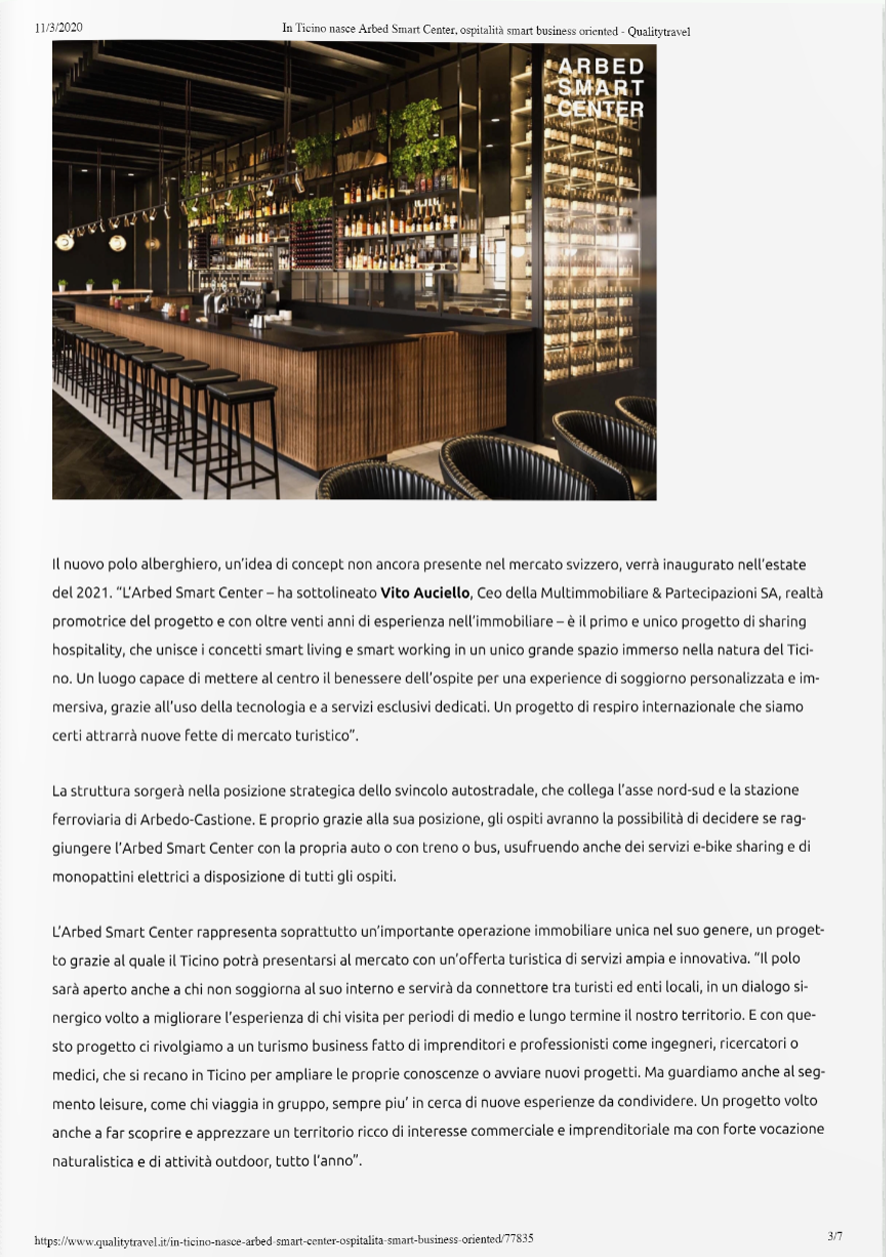 11/3/2020
In Ticino nasce Arbed Smart Center, ospitalità smart business oriented - Qualitytravel
ARBED
SMART
CENTER
Il nuovo polo alberghiero, un'idea di concept non ancora presente nel mercato svizzero, verrà inaugurato nell'estate
del 2021. “L'Arbed Smart Center – ha sottolineato Vito Auciello, Ceo della Multimmobiliare & Partecipazioni SA, realtà
promotrice del progetto e con oltre venti anni di esperienza nell'immobiliare – è il primo e unico progetto di sharing
hospitality, che unisce i concetti smart living e smart working in un unico grande spazio immerso nella natura del Tici-
no. Un luogo capace di mettere al centro il benessere dell'ospite per una experience di soggiorno personalizzata e im-
mersiva, grazie all'uso della tecnologia e a servizi esclusivi dedicati. Un progetto di respiro internazionale che siamo
certi attrarrà nuove fette di mercato turistico”.
La struttura sorgerà nella posizione strategica dello svincolo autostradale, che collega l'asse nord-sud e la stazione
ferroviaria di Arbedo-Castione. E proprio grazie alla sua posizione, gli ospiti avranno la possibilità di decidere se rag-
giungere l'Arbed Smart Center con la propria auto o con treno o bus, usufruendo anche dei servizi e-bike sharing e di
monopattini elettrici a disposizione di tutti gli ospiti.
L'Arbed Smart Center rappresenta soprattutto un'importante operazione immobiliare unica nel suo genere, un proget-
to grazie al quale il Ticino potrà presentarsi al mercato con un'offerta turistica di servizi ampia e innovativa. “Il polo
sarà aperto anche a chi non soggiorna al suo interno e servirà da connettore tra turisti ed enti locali, in un dialogo si-
nergico volto a migliorare l'esperienza di chi visita per periodi di medio e lungo termine il nostro territorio. E con que-
sto progetto ci rivolgiamo a un turismo business fatto di imprenditori e professionisti come ingegneri, ricercatori o
medici, che si recano in Ticino per ampliare le proprie conoscenze o avviare nuovi progetti. Ma guardiamo anche al seg-
mento leisure, come chi viaggia in gruppo, sempre piu' in cerca di nuove esperienze da condividere. Un progetto volto
anche a far scoprire e apprezzare un territorio ricco di interesse commerciale e imprenditoriale ma con forte vocazione
naturalistica e di attività outdoor, tutto l'anno”.
https://www.qualitytravel.it/in-ticino-nasce-arbed-smart-center-ospitalita-smart-business-oriented/77835
3/7